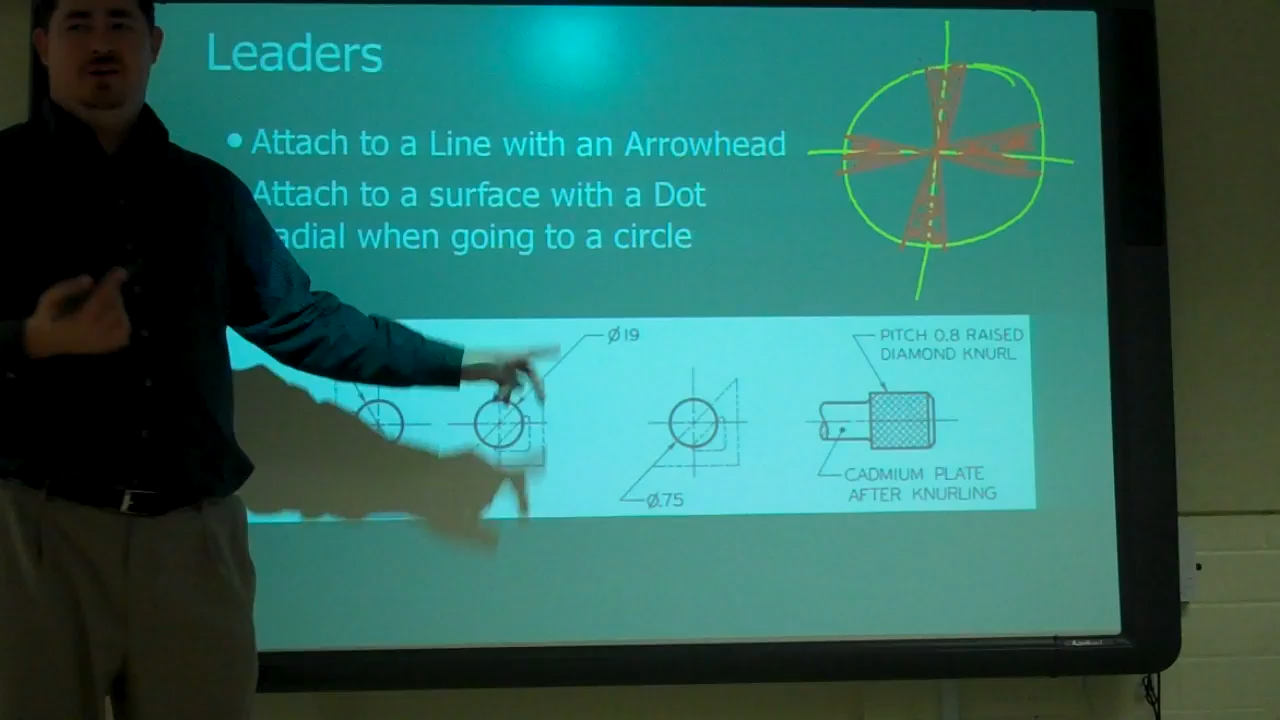 Leaders
• Attach to a Line with an Arrowhead
Attach to a surface with a Dot
adial when going to a circle
Ø19
PITCH 0.8 RAISED
DIAMOND KNURL
Ø.75
CADMIUM PLATE
AFTER KNURLING